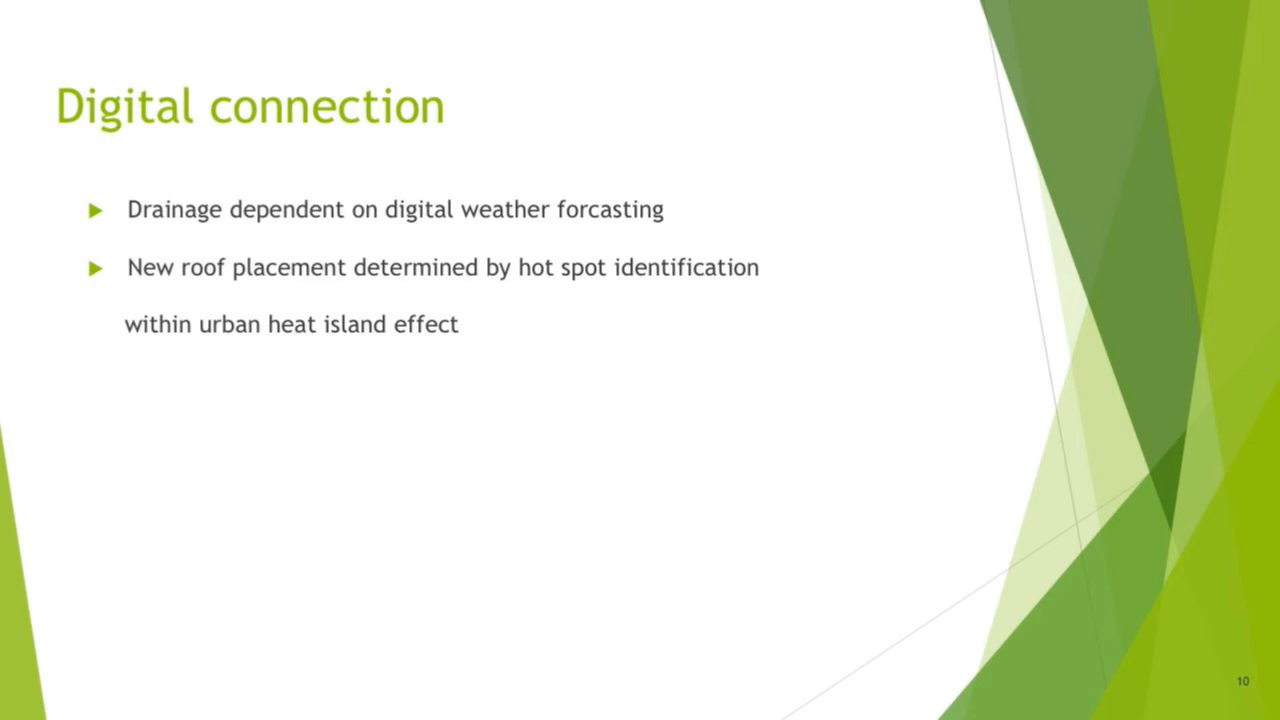 Digital connection
Drainage dependent on digital weather forcasting
New roof placement determined by hot spot identification
within urban heat island effect
10